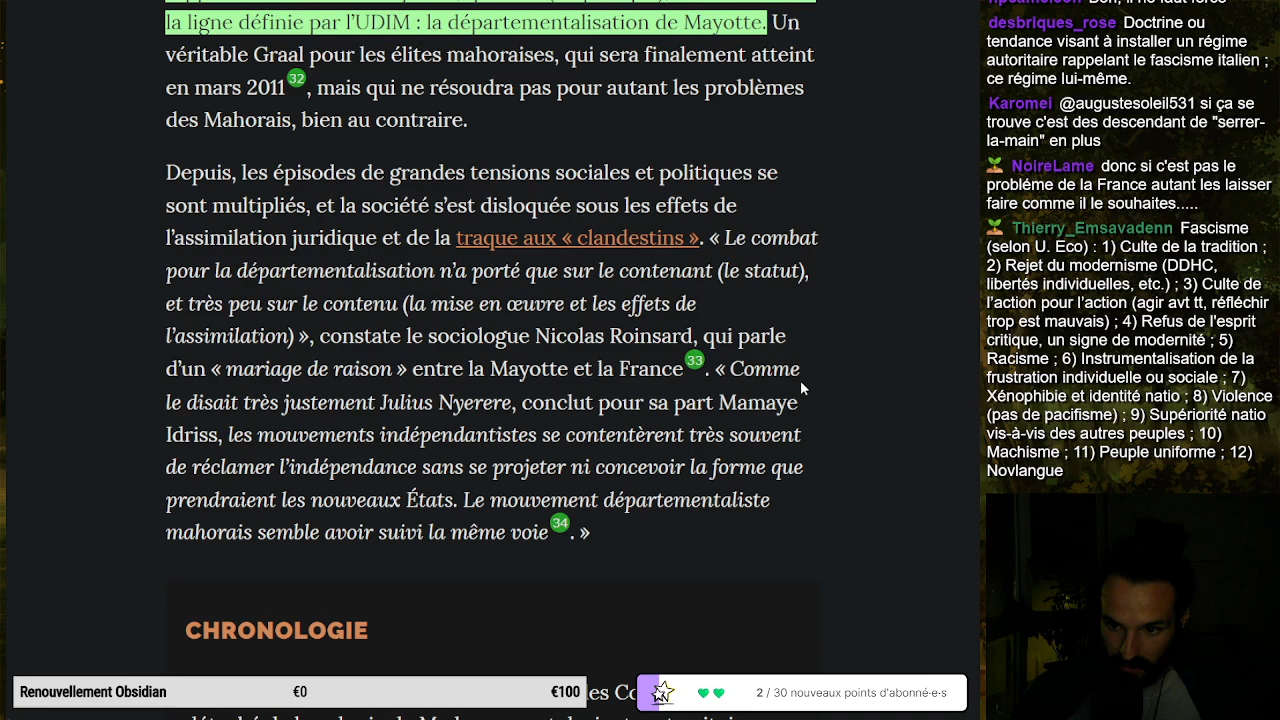 la ligne définie par l’UDIM : la départementalisation de Mayotte. Un
véritable Graal pour les élites mahoraises, qui sera finalement atteint
en mars 2011 32, mais qui ne résoudra pas pour autant les problèmes
des Mahorais, bien au contraire.
Depuis, les épisodes de grandes tensions sociales et politiques se
sont multipliés, et la société s’est disloquée sous les effets de
l’assimilation juridique et de la traque aux « clandestins ». « Le combat
pour la départementalisation n’a porté que sur le contenant (le statut),
et très peu sur le contenu (la mise en œuvre et les effets de
l’assimilation) », constate le sociologue Nicolas Roinsard, qui parle
d’un « mariage de raison » entre la Mayotte et la France 33. « Comme
le disait très justement Julius Nyerere, conclut pour sa part Mamaye
Idriss, les mouvements indépendantistes se contentèrent très souvent
de réclamer l’indépendance sans se projeter ni concevoir la forme que
prendraient les nouveaux États. Le mouvement départementaliste
mahorais semble avoir suivi la même voie 34. »
CHRONOLOGIE
Renouvellement Obsidian €0 €100
2 / 30 nouveaux points d'abonné·e·s
desbriques_rose Doctrine ou
tendance visant à installer un régime
autoritaire rappelant le fascisme italien ;
ce régime lui-même.
Karomei @augustesoleil531 si ça se
trouve c'est des descendant de "serrer-
la-main" en plus
NoireLame donc si c'est pas le
probléme de la France autant les laisser
faire comme il le souhaites.....
Thierry_Emsavadenn Fascisme
(selon U. Eco) : 1) Culte de la tradition ;
2) Rejet du modernisme (DDHC,
libertés individuelles, etc.) ; 3) Culte de
l’action pour l’action (agir avt tt, réfléchir
trop est mauvais) ; 4) Refus de l'esprit
critique, un signe de modernité ; 5)
Racisme ; 6) Instrumentalisation de la
frustration individuelle ou sociale ; 7)
Xénophibie et identité natio ; 8) Violence
(pas de pacifisme) ; 9) Supériorité natio
vis-à-vis des autres peuples ; 10)
Machisme ; 11) Peuple uniforme ; 12)
Novlangue